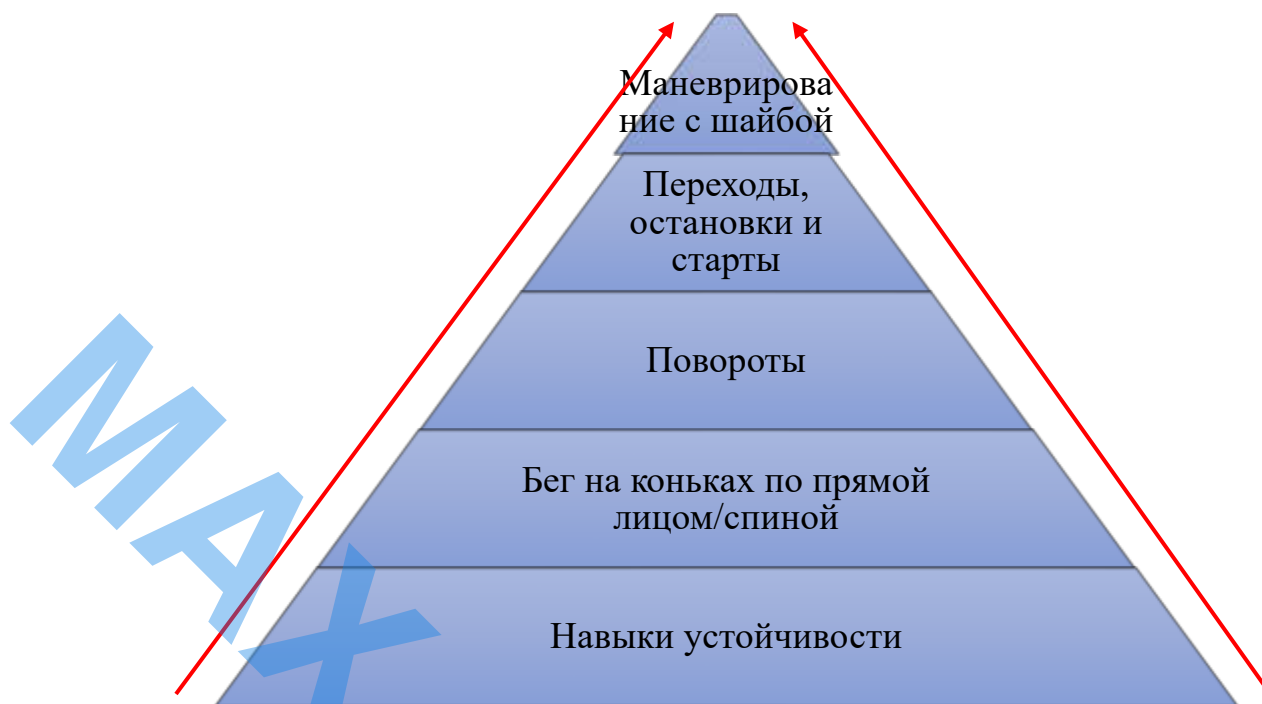 Маневрирова
ние с шайбой
Переходы,
остановки и
старты
Повороты
Бег на коньках по прямой
лицом/спиной
Навыки устойчивости
MAX